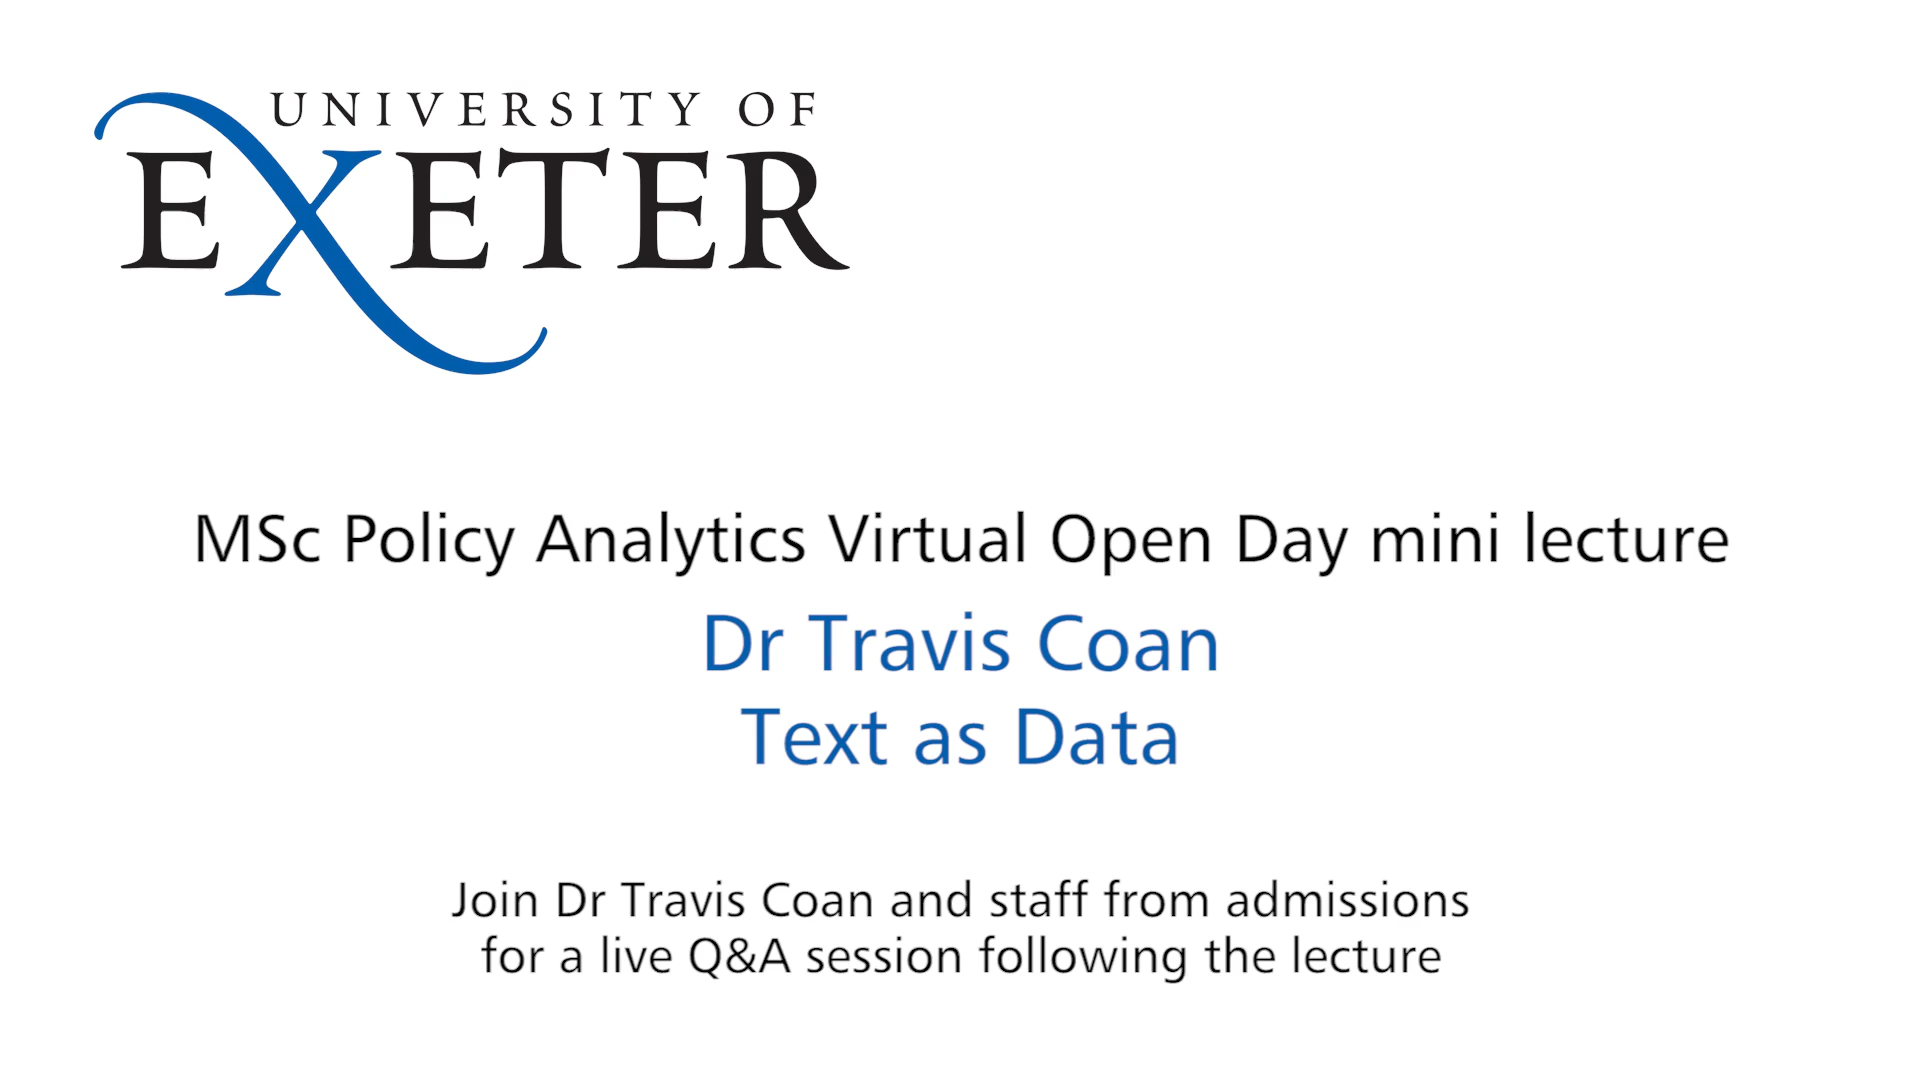 UNIVERSITY OF
EXETER
MSc Policy Analytics Virtual Open Day mini lecture
Dr Travis Coan
Text as Data
Join Dr Travis Coan and staff from admissions
for a live Q&A session following the lecture